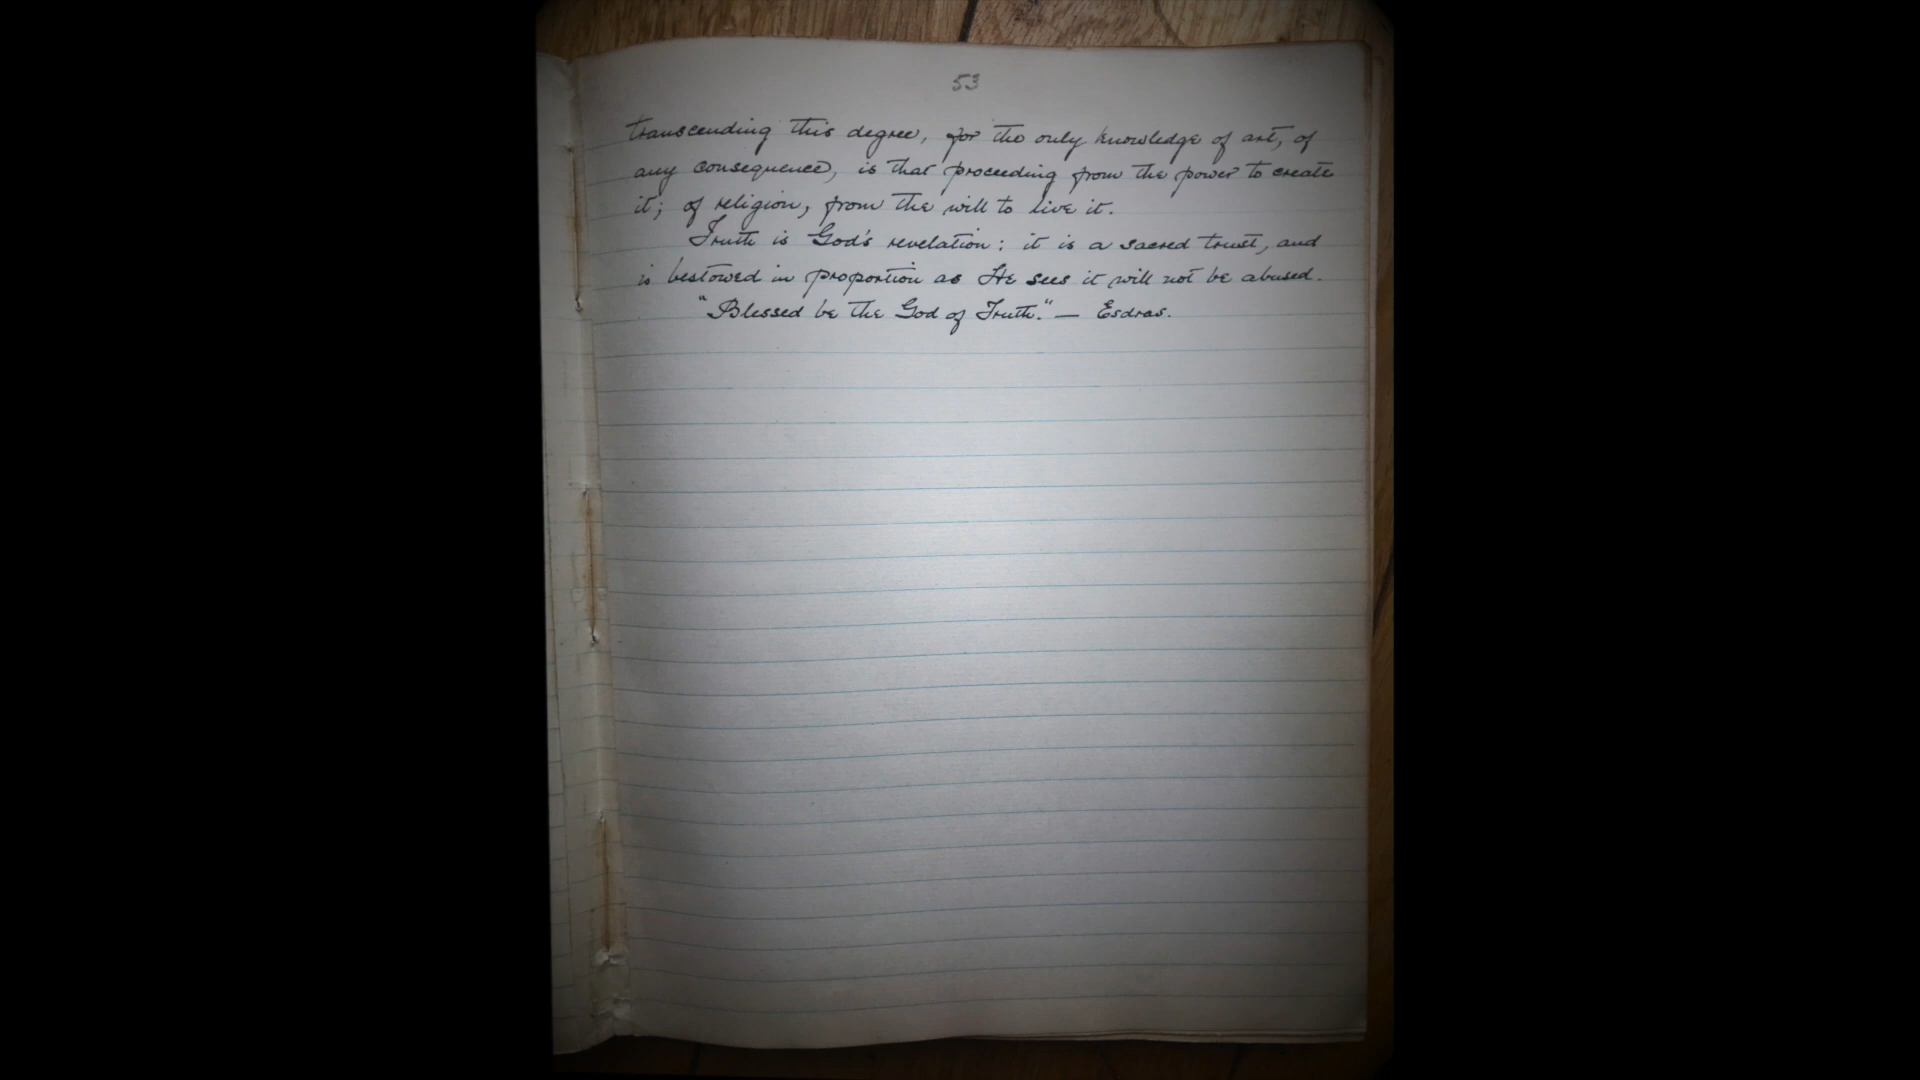 53
transcending this degree, for the only knowledge of art, of
any consequence, is that proceeding from the power to create
it; of religion, from the will to live it.
Truth is God's revelation: it is a sacred trust, and
is bestowed in proportion as He sees it will not be abused.
"Blessed be the God of Truth." — Esdras.